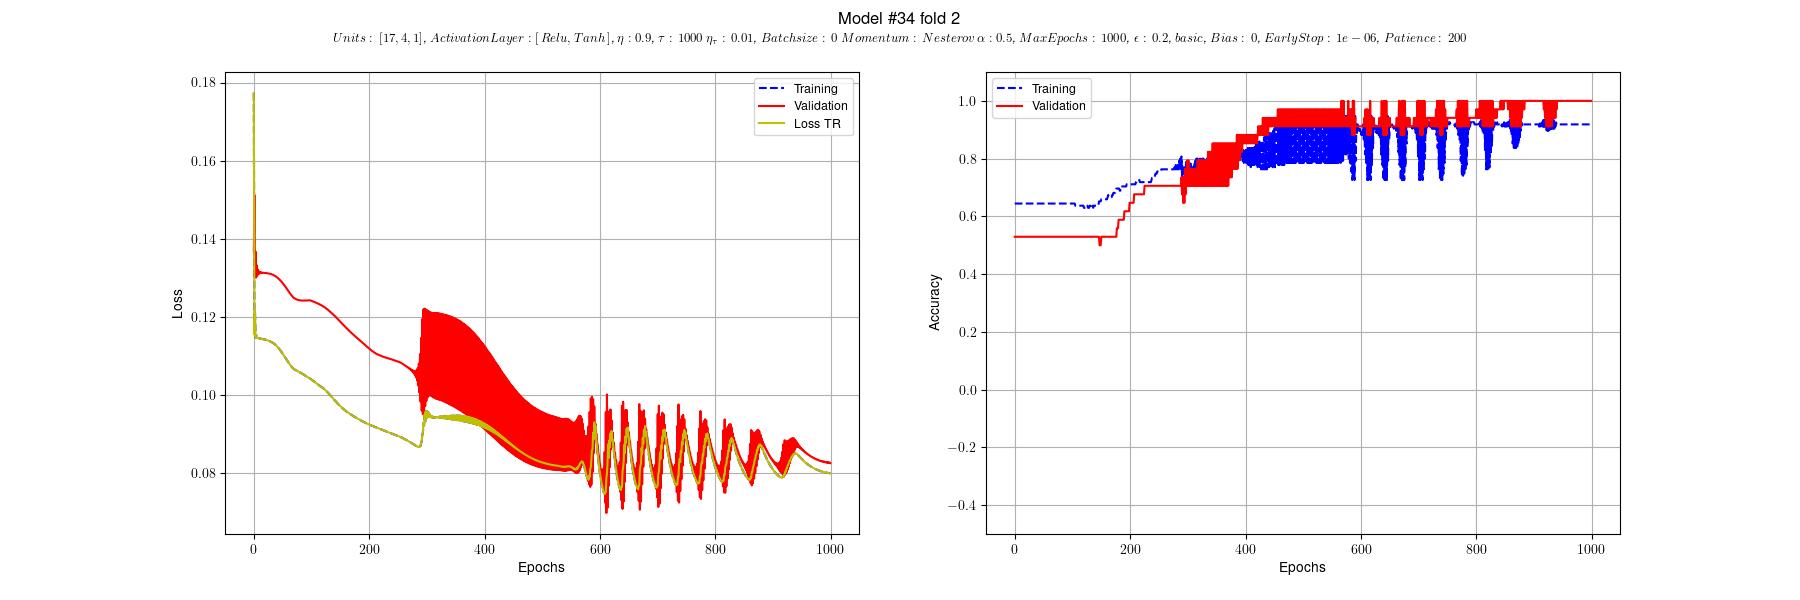 Model #34 fold 2
Units : [17, 4, 1], ActivationLayer : [Relu, Tanh], η : 0.9, τ : 1000 η_τ : 0.01, Batchsize : 0 Momentum : Nesterov α : 0.5, MaxEpochs : 1000, ϵ : 0.2, basic, Bias : 0, EarlyStop : 1e − 06, Patience : 200
Training
Validation
Loss TR
0.18
0.16
0.14
0.12
0.10
0.08
Loss
0 200 400 600 800 1000
Epochs
Training
Validation
1.0
0.8
0.6
0.4
0.2
0.0
−0.2
−0.4
Accuracy
0 200 400 600 800 1000
Epochs